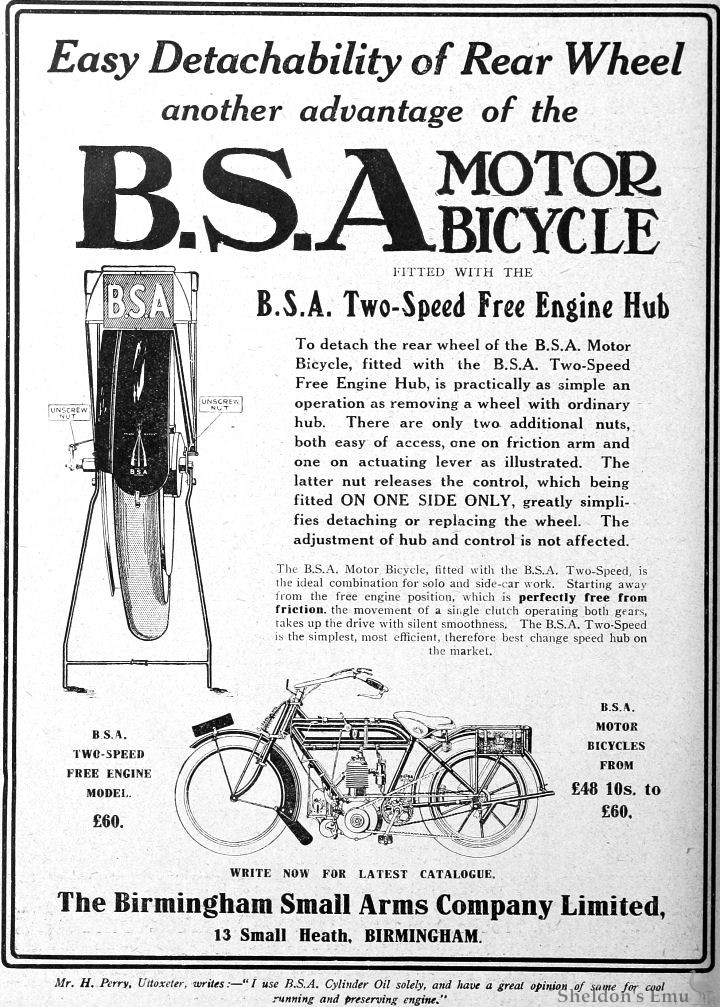 Easy Detachability of Rear Wheel
another advantage of the
B.S.A MOTOR
BICYCLE
FITTED WITH THE
B.S.A. Two-Speed Free Engine Hub
B.S.A
UNSCREW
NUT
UNSCREW
NUT
B S A
To detach the rear wheel of the B.S.A. Motor
Bicycle, fitted with the B.S.A. Two-Speed
Free Engine Hub, is practically as simple an
operation as removing a wheel with ordinary
hub. There are only two additional nuts,
both easy of access, one on friction arm and
one on actuating lever as illustrated. The
latter nut releases the control, which being
fitted ON ONE SIDE ONLY, greatly simpli-
fies detaching or replacing the wheel. The
adjustment of hub and control is not affected.
The B.S.A. Motor Bicycle, fitted with the B.S.A. Two-Speed, is
the ideal combination for solo and side-car work. Starting away
from the free engine position, which is perfectly free from
friction, the movement of a single clutch operating both gears,
takes up the drive with silent smoothness. The B.S.A. Two-Speed
is the simplest, most efficient, therefore best change speed hub on
the market.
B.S.A.
TWO-SPEED
FREE ENGINE
MODEL.
£60.
B.S.A.
MOTOR
BICYCLES
FROM
£48 10s. to
£60.
WRITE NOW FOR LATEST CATALOGUE.
The Birmingham Small Arms Company Limited,
13 Small Heath, BIRMINGHAM.
Mr. H. Perry, Uttoxeter, writes:—"I use B.S.A. Cylinder Oil solely, and have a great opinion of same for cool
running and preserving engine."
Sheldon's Emu